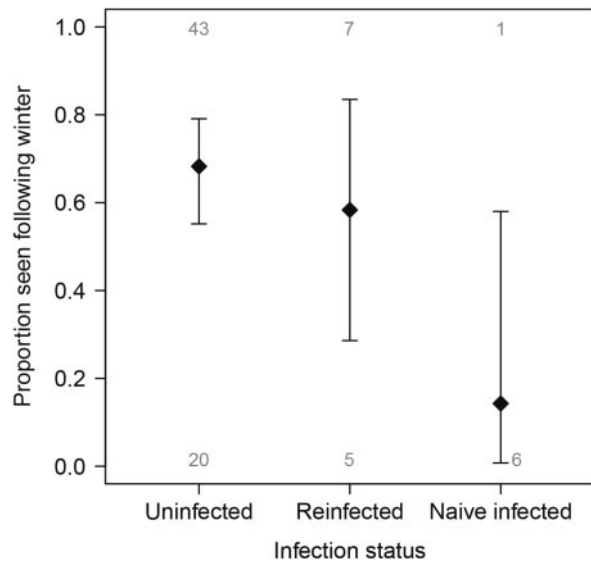 Proportion seen following winter
1.0
0.8
0.6
0.4
0.2
0.0
43 7 1
20 5 6
Uninfected Reinfected Naive infected
Infection status